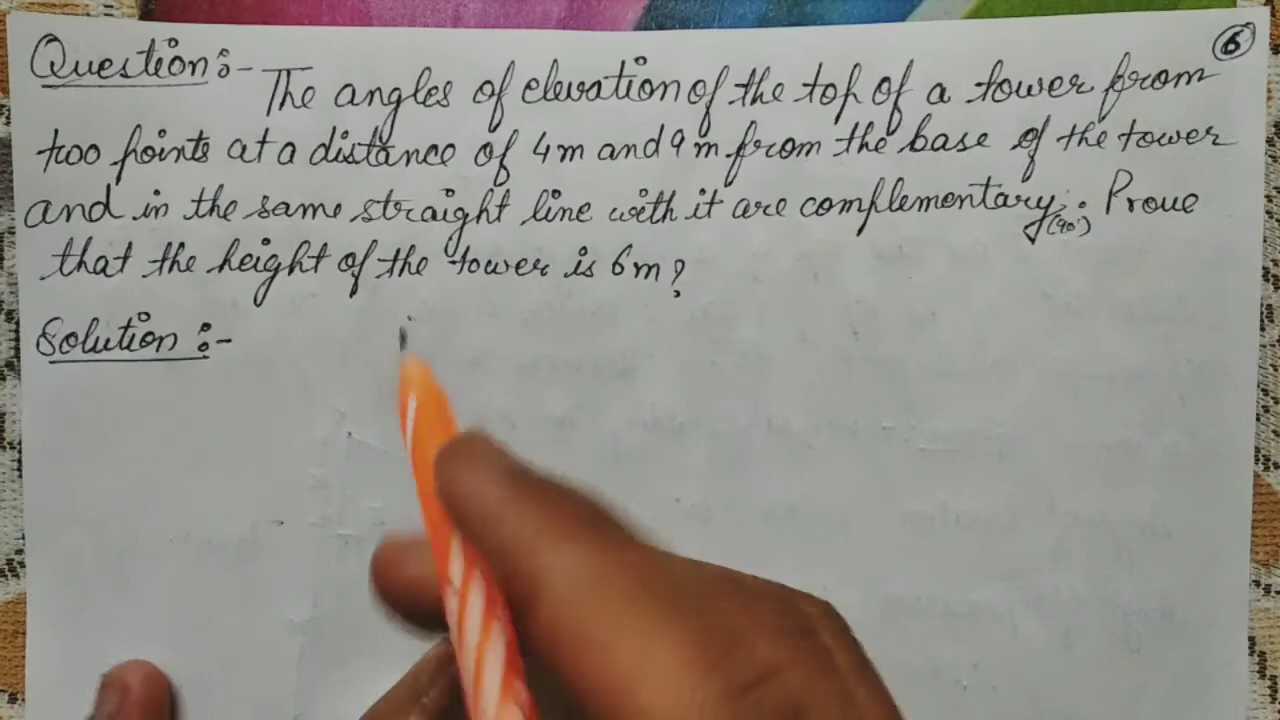 6
Question :- The angles of elevation of the top of a tower from
two points at a distance of 4m and 9m from the base of the tower
and in the same straight line with it are complementary. Prove
(90°)
that the height of the tower is 6m?
Solution :-